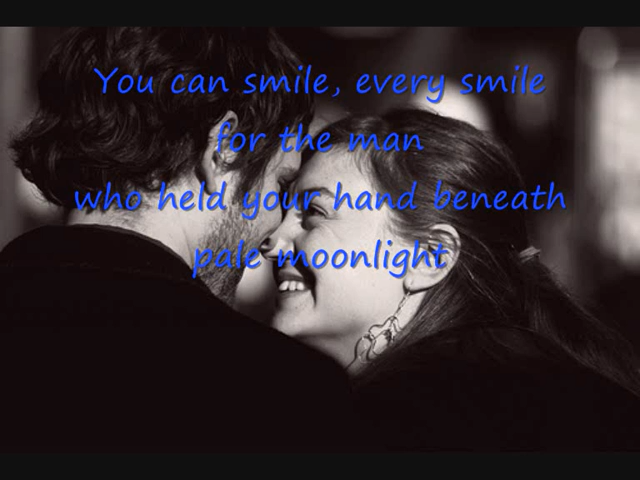 You can smile, every smile
for the man
who held your hand beneath
pale moonlight